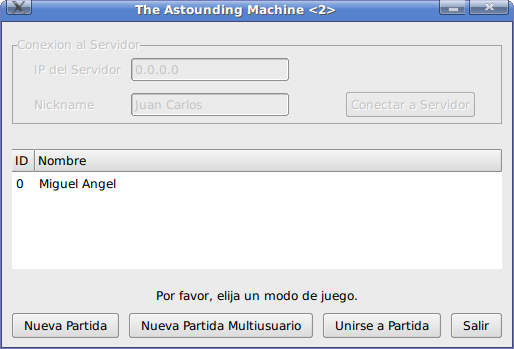 The Astounding Machine <2>
Conexion al Servidor
IP del Servidor 0.0.0.0
Nickname Juan Carlos Conectar a Servidor
ID Nombre
0 Miguel Angel
Por favor, elija un modo de juego.
Nueva Partida Nueva Partida Multiusuario Unirse a Partida Salir